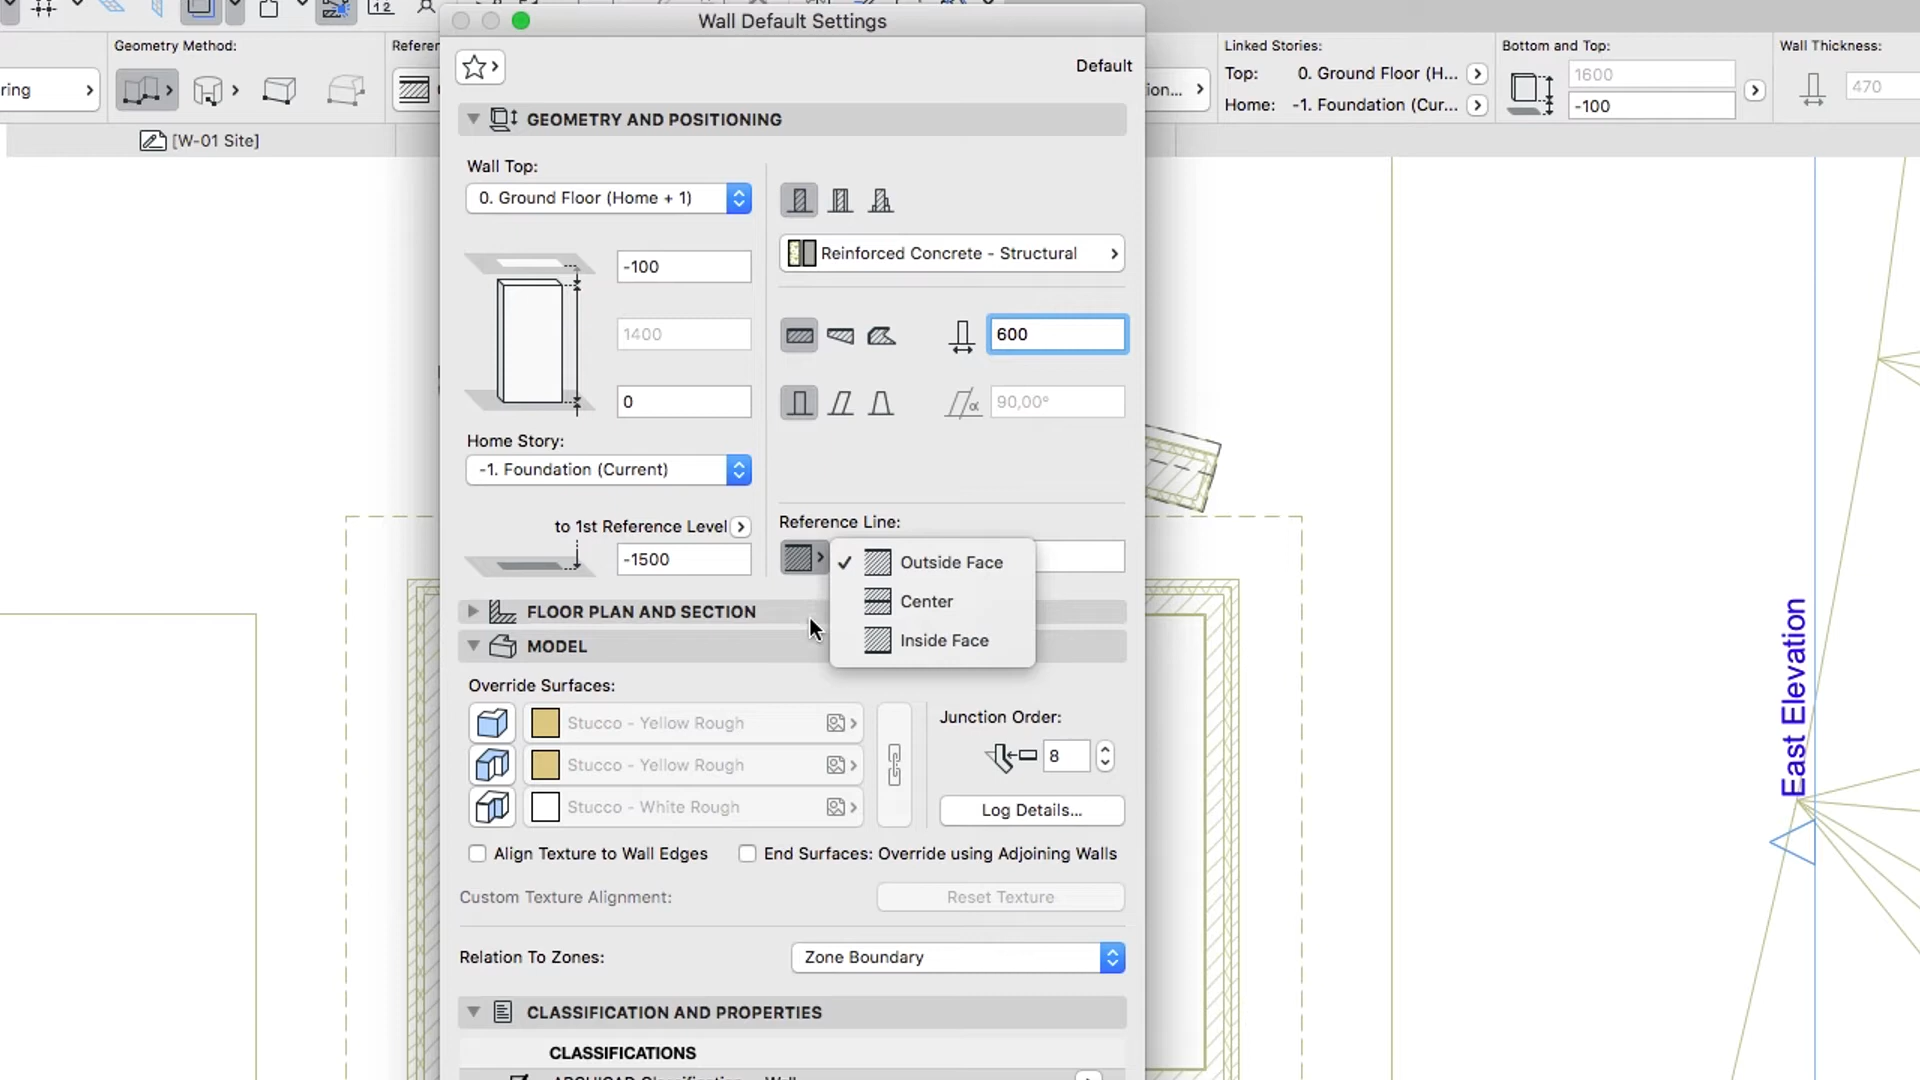 Wall Default Settings
12
Geometry Method:
Linked Stories:
Bottom and Top:
Wall Thickness:
Default
Top:
0. Ground Floor (H...
1600
ring
ion...
470
Home:
-1. Foundation (Cur...
-100
GEOMETRY AND POSITIONING
[W-01 Site]
Wall Top:
0. Ground Floor (Home + 1)
Reinforced Concrete - Structural
-100
1400
600
0
90,00°
α
Home Story:
-1. Foundation (Current)
to 1st Reference Level
-1500
Reference Line:
Outside Face
Center
Inside Face
FLOOR PLAN AND SECTION
MODEL
Override Surfaces:
Stucco - Yellow Rough
Stucco - Yellow Rough
Stucco - White Rough
Junction Order:
8
Log Details...
Align Texture to Wall Edges
End Surfaces: Override using Adjoining Walls
Custom Texture Alignment:
Reset Texture
Relation To Zones:
Zone Boundary
CLASSIFICATION AND PROPERTIES
CLASSIFICATIONS
East Elevation